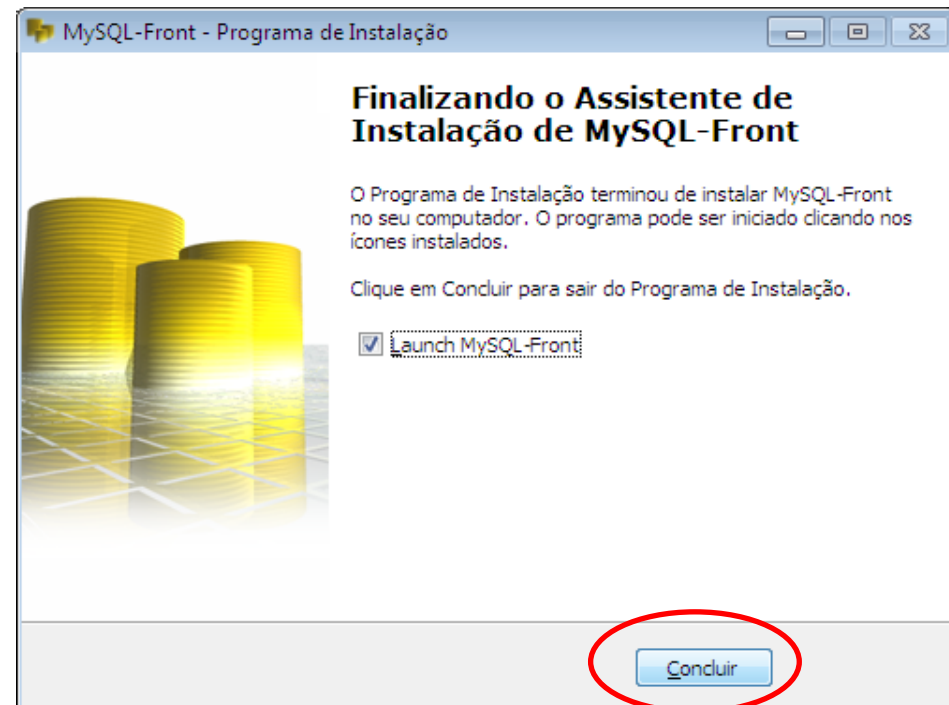 MySQL-Front - Programa de Instalação
Finalizando o Assistente de
Instalação de MySQL-Front
O Programa de Instalação terminou de instalar MySQL-Front
no seu computador. O programa pode ser iniciado clicando nos
ícones instalados.
Clique em Concluir para sair do Programa de Instalação.
Launch MySQL-Front
Concluir